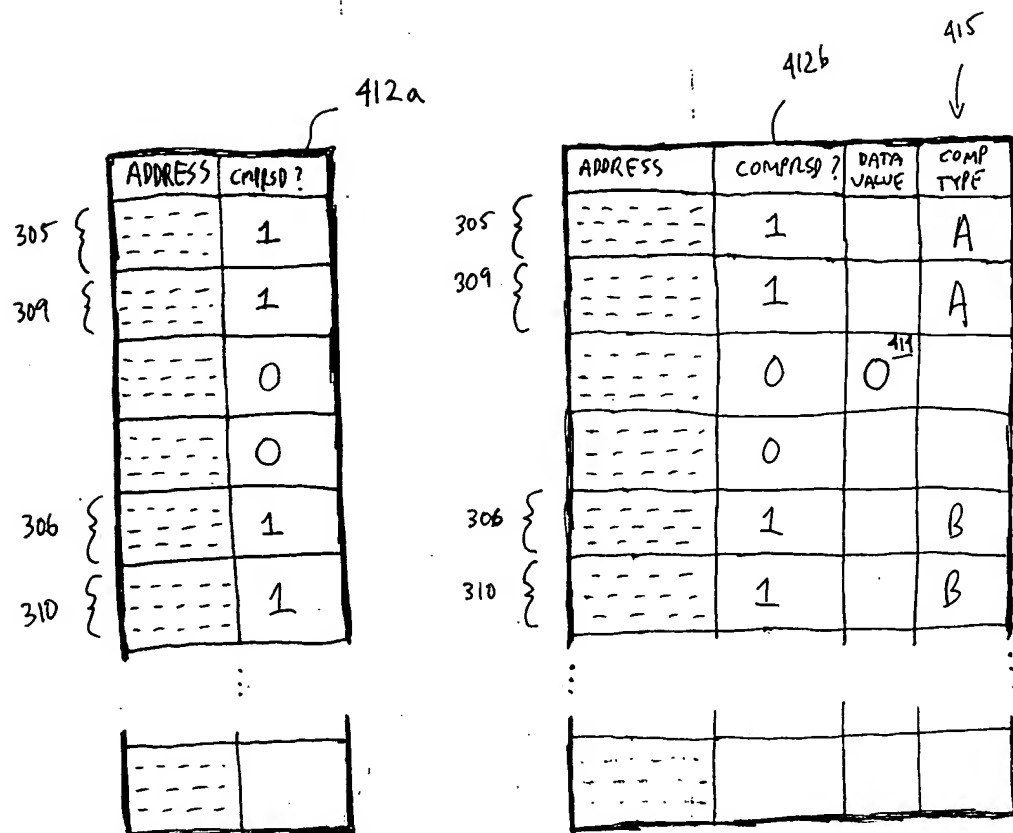 412a
ADDRESS CMPRSD ?
305 1
309 1
0
0
306 1
310 1
415
412b
ADDRESS COMPRSD ? DATA VALUE COMP TYPE
305 1 A
309 1 A
0 0 414
0
306 1 B
310 1 B